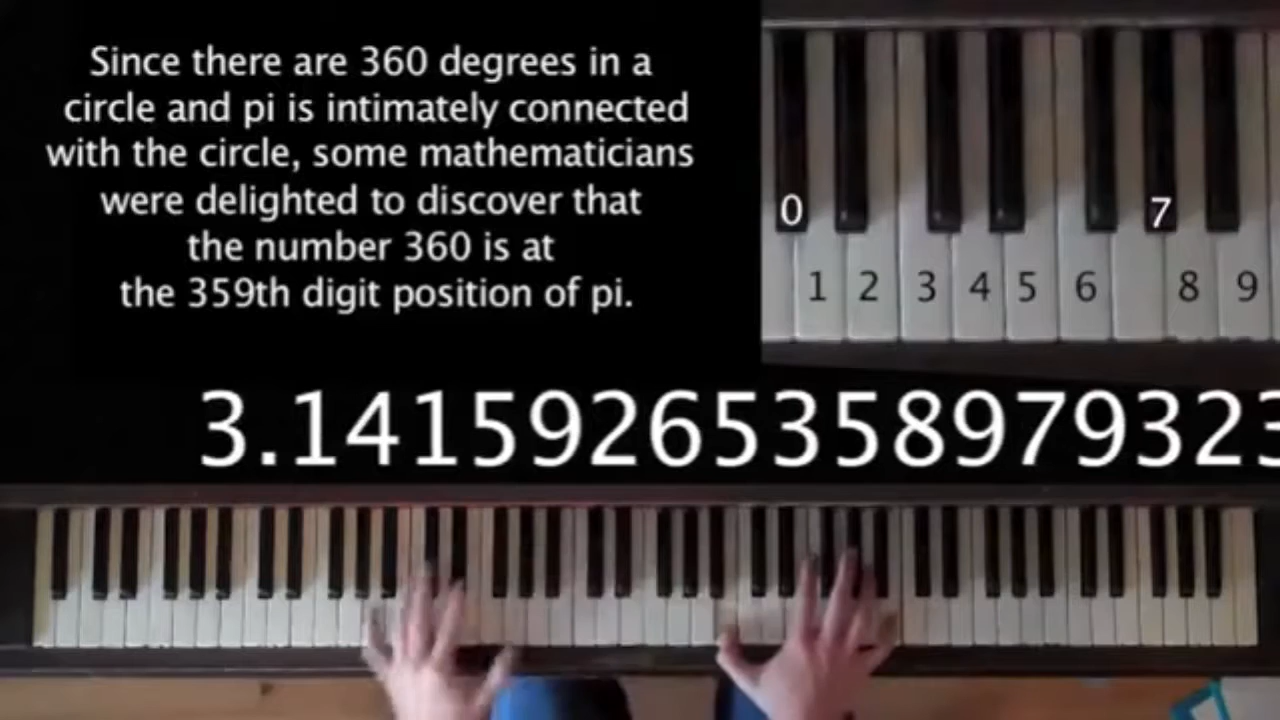 Since there are 360 degrees in a
circle and pi is intimately connected
with the circle, some mathematicians
were delighted to discover that
the number 360 is at
the 359th digit position of pi.
0 7
1 2 3 4 5 6 8 9
3.14159265358979323